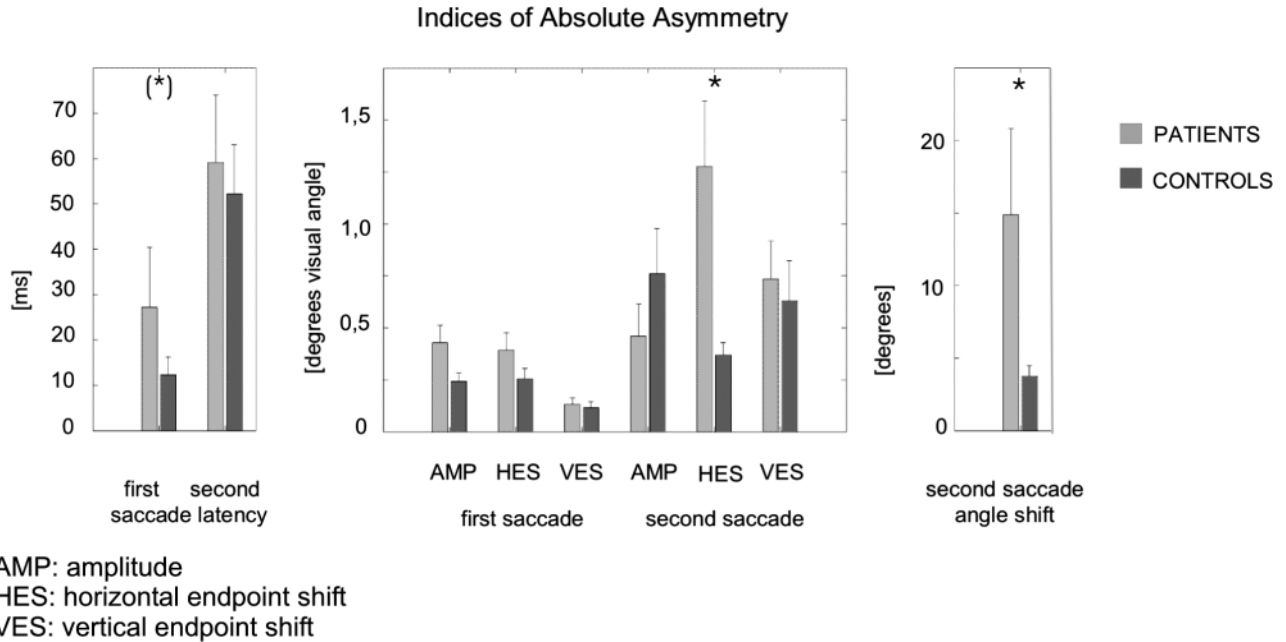 Indices of Absolute Asymmetry
(*)
70
60
50
40
30
20
10
0
[ms]
first second
saccade latency
*
1,5
1,0
0,5
0
[degrees visual angle]
AMP HES VES AMP HES VES
first saccade second saccade
*
20
10
0
[degrees]
second saccade
angle shift
PATIENTS
CONTROLS
AMP: amplitude
HES: horizontal endpoint shift
VES: vertical endpoint shift